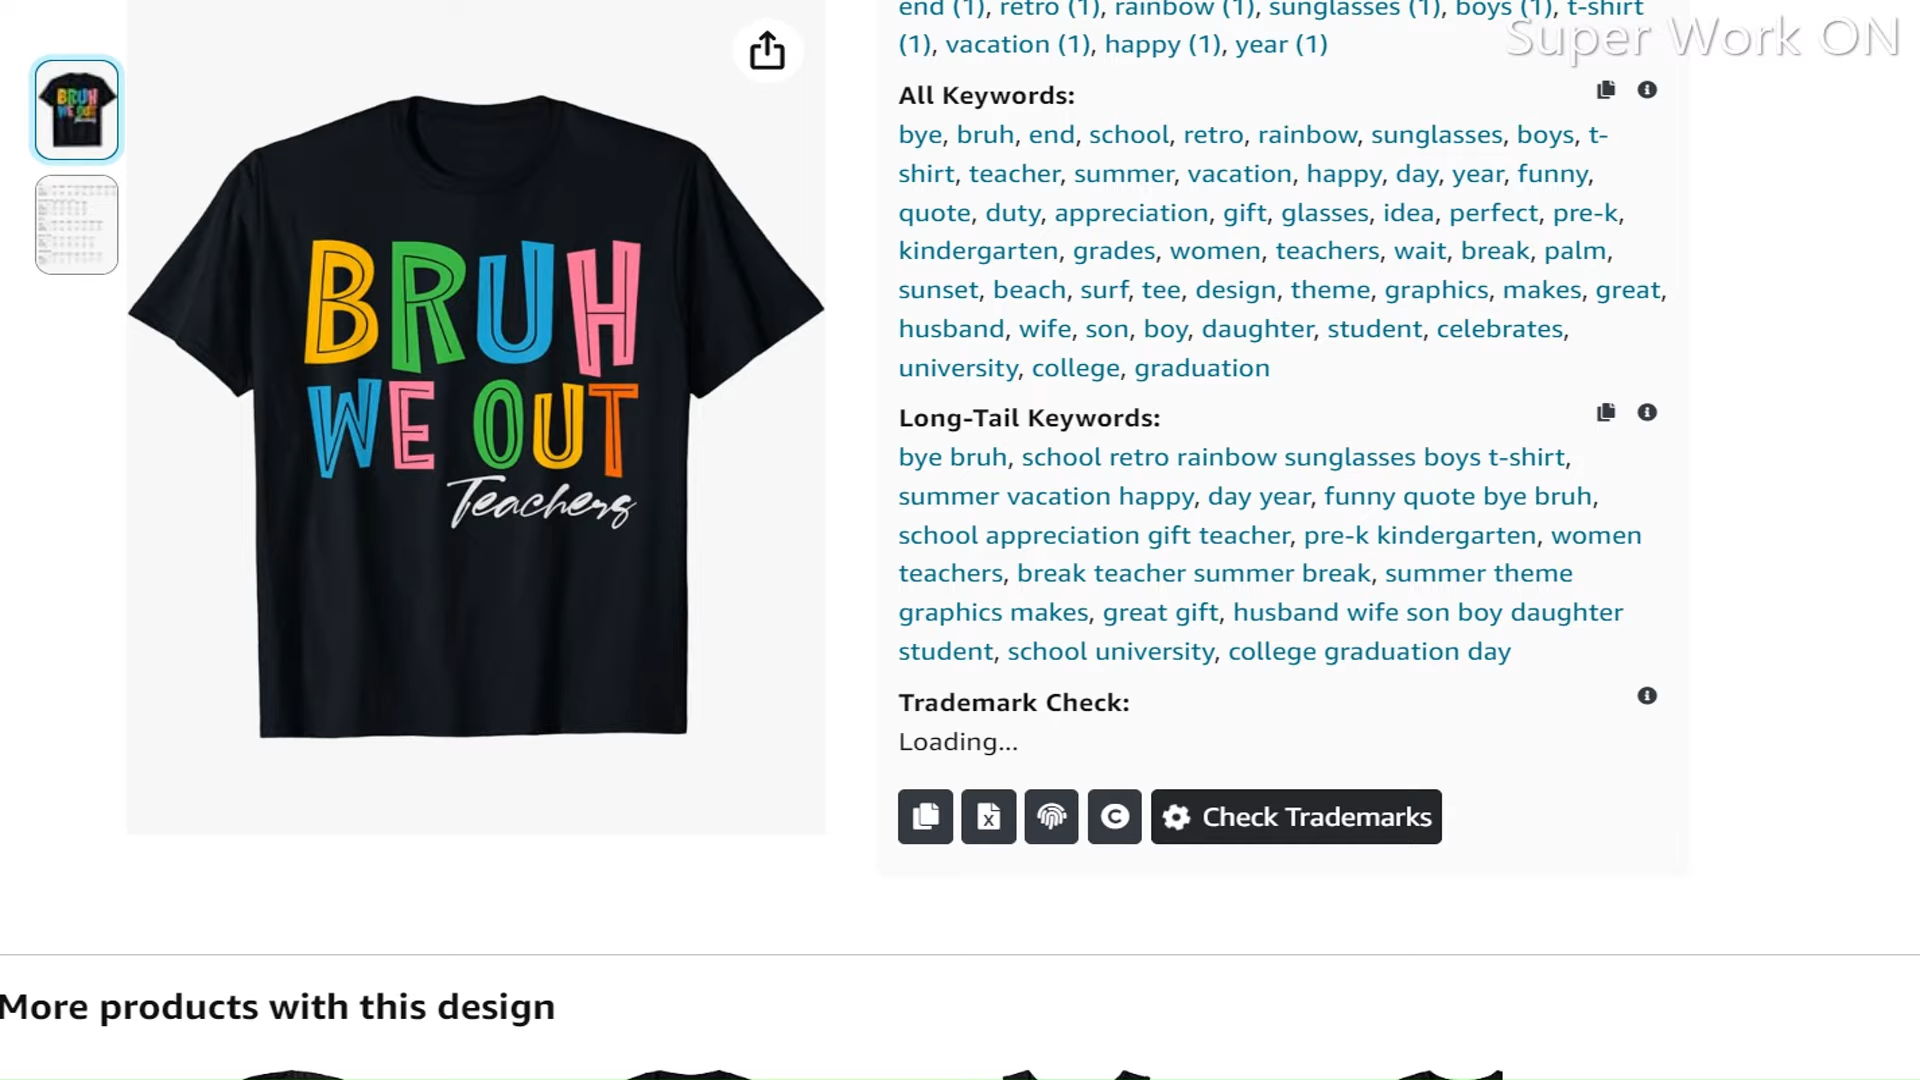 end (1), retro (1), rainbow (1), sunglasses (1), boys (1), t-shirt
(1), vacation (1), happy (1), year (1)
Super Work ON
All Keywords:
bye, bruh, end, school, retro, rainbow, sunglasses, boys, t-
shirt, teacher, summer, vacation, happy, day, year, funny,
quote, duty, appreciation, gift, glasses, idea, perfect, pre-k,
kindergarten, grades, women, teachers, wait, break, palm,
sunset, beach, surf, tee, design, theme, graphics, makes, great,
husband, wife, son, boy, daughter, student, celebrates,
university, college, graduation
Long-Tail Keywords:
bye bruh, school retro rainbow sunglasses boys t-shirt,
summer vacation happy, day year, funny quote bye bruh,
school appreciation gift teacher, pre-k kindergarten, women
teachers, break teacher summer break, summer theme
graphics makes, great gift, husband wife son boy daughter
student, school university, college graduation day
Trademark Check:
Loading...
Check Trademarks
BRUH
WE OUT
Teachers
BRUH
WE OUT
Teachers
More products with this design